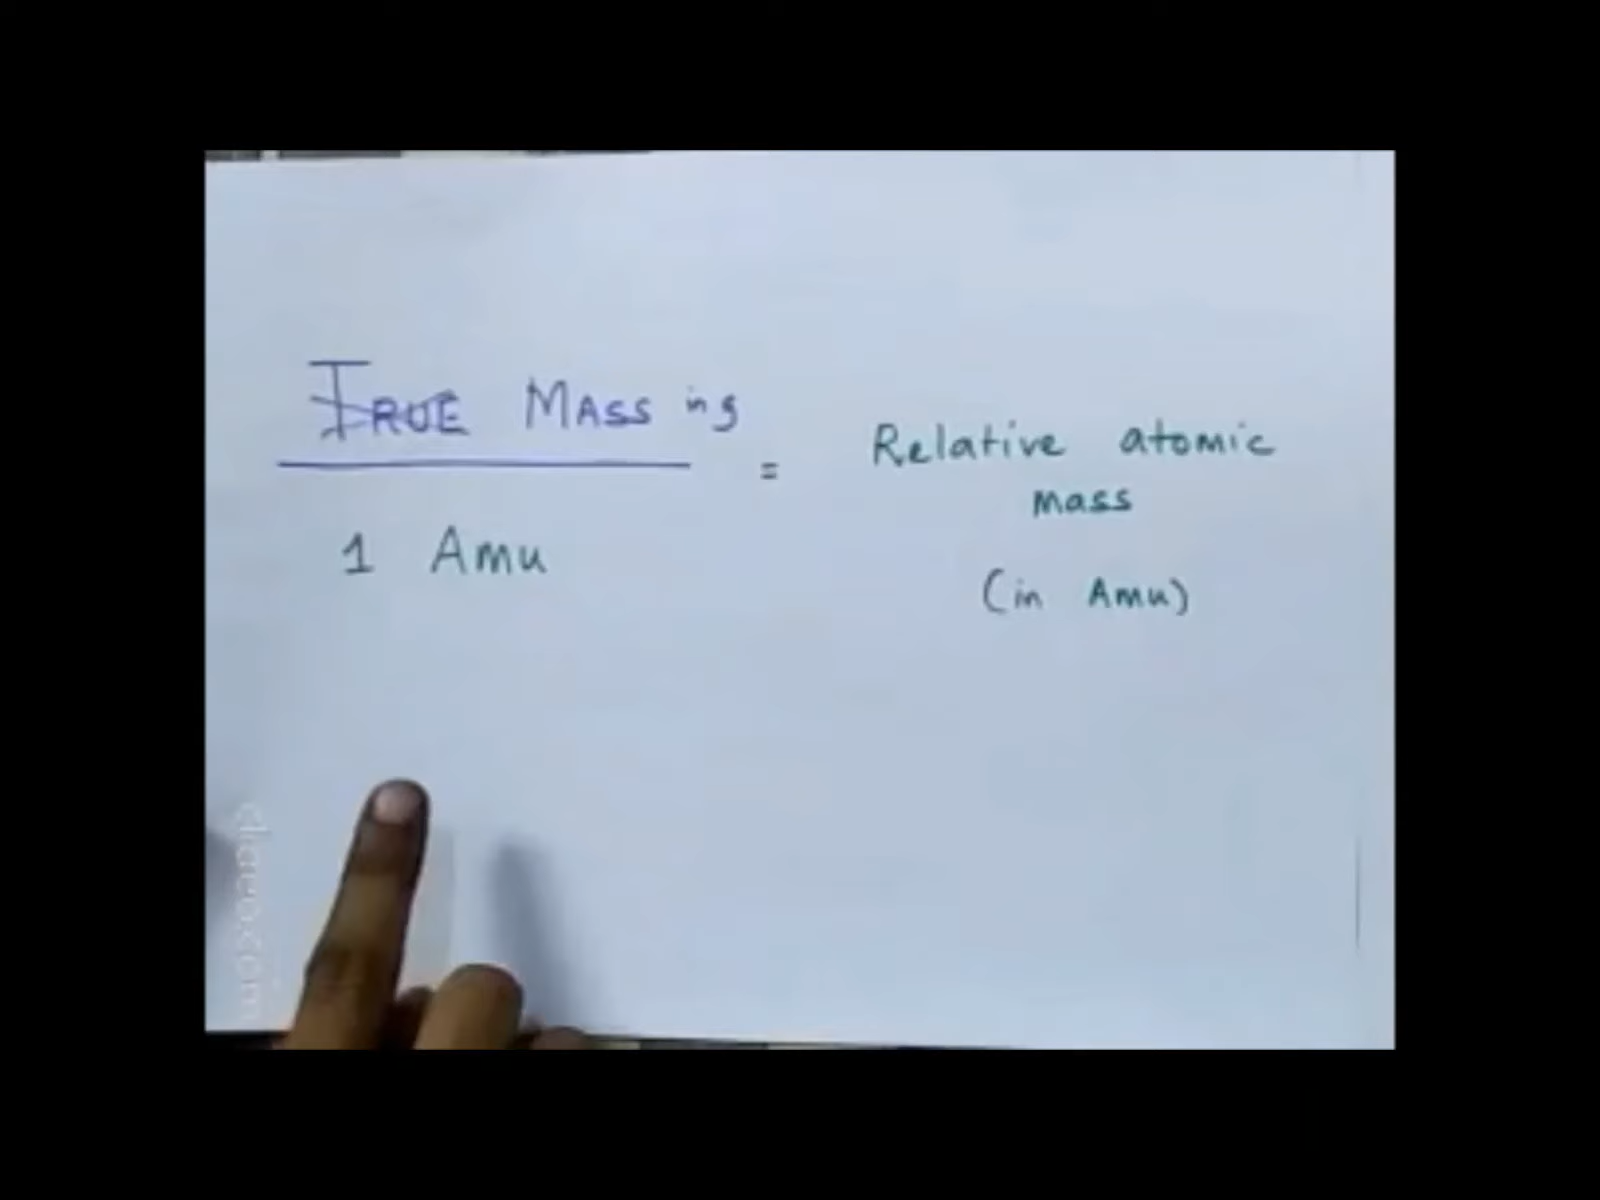 TRUE MASS in g
1 Amu
=
Relative atomic
mass
(in Amu)